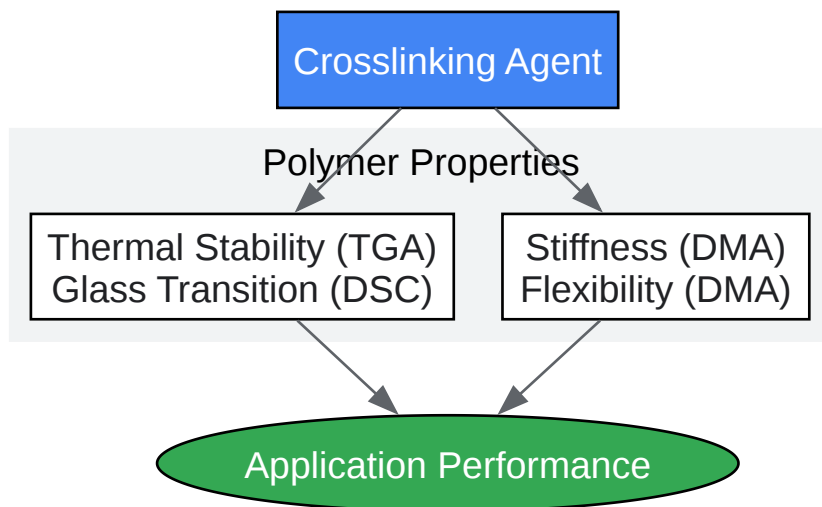 Crosslinking Agent
Polymer Properties
Thermal Stability (TGA)
Glass Transition (DSC)
Stiffness (DMA)
Flexibility (DMA)
Application Performance